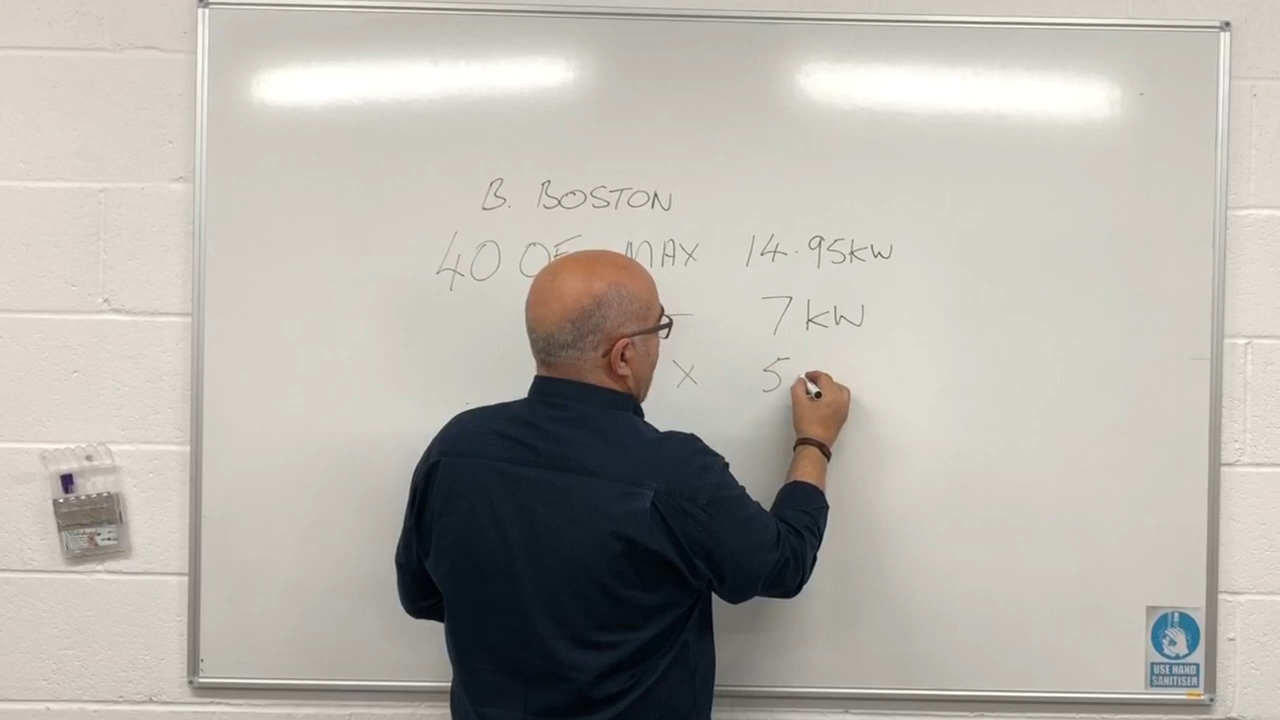 B. BOSTON
40 OF MAX 14.95kW
7kW
X 5
USE HAND
SANITISER